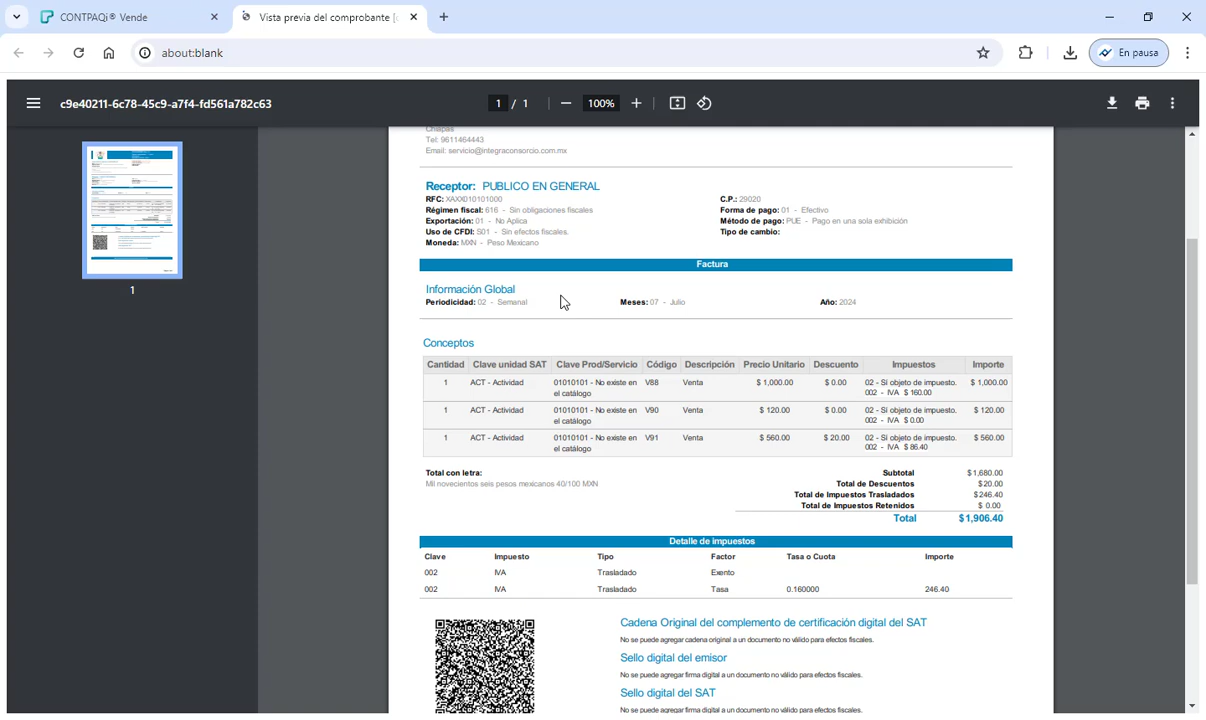 CONTPAQi® Vende
Vista previa del comprobante [
about:blank
En pausa
c9e40211-6c78-45c9-a7f4-fd561a782c63
1 / 1
100%
1
Chiapas
Tel: 9611464443
Email: servicio@integraconsorcio.com.mx
Receptor: PUBLICO EN GENERAL
RFC: XAXX010101000
C.P.: 29020
Régimen fiscal: 616 - Sin obligaciones fiscales
Forma de pago: 01 - Efectivo
Exportación: 01 - No Aplica
Método de pago: PUE - Pago en una sola exhibición
Uso de CFDI: S01 - Sin efectos fiscales.
Tipo de cambio:
Moneda: MXN - Peso Mexicano
Factura
Información Global
Periodicidad: 02 - Semanal Meses: 07 - Julio Año: 2024
Conceptos
Cantidad Clave unidad SAT Clave Prod/Servicio Código Descripción Precio Unitario Descuento Impuestos Importe
1 ACT - Actividad 01010101 - No existe en V88 Venta $ 1,000.00 $ 0.00 02 - Sí objeto de impuesto. $ 1,000.00
el catálogo 002 - IVA $ 160.00
1 ACT - Actividad 01010101 - No existe en V90 Venta $ 120.00 $ 0.00 02 - Sí objeto de impuesto. $ 120.00
el catálogo 002 - IVA $ 0.00
1 ACT - Actividad 01010101 - No existe en V91 Venta $ 560.00 $ 20.00 02 - Sí objeto de impuesto. $ 560.00
el catálogo 002 - IVA $ 86.40
Total con letra:
Mil novecientos seis pesos mexicanos 40/100 MXN
Subtotal $1,680.00
Total de Descuentos $20.00
Total de Impuestos Trasladados $246.40
Total de Impuestos Retenidos $ 0.00
Total $1,906.40
Detalle de impuestos
Clave Impuesto Tipo Factor Tasa o Cuota Importe
002 IVA Trasladado Exento
002 IVA Trasladado Tasa 0.160000 246.40
Cadena Original del complemento de certificación digital del SAT
No se puede agregar cadena original a un documento no válido para efectos fiscales.
Sello digital del emisor
No se puede agregar firma digital a un documento no válido para efectos fiscales.
Sello digital del SAT
No se puede agregar firma digital a un documento no válido para efectos fiscales.